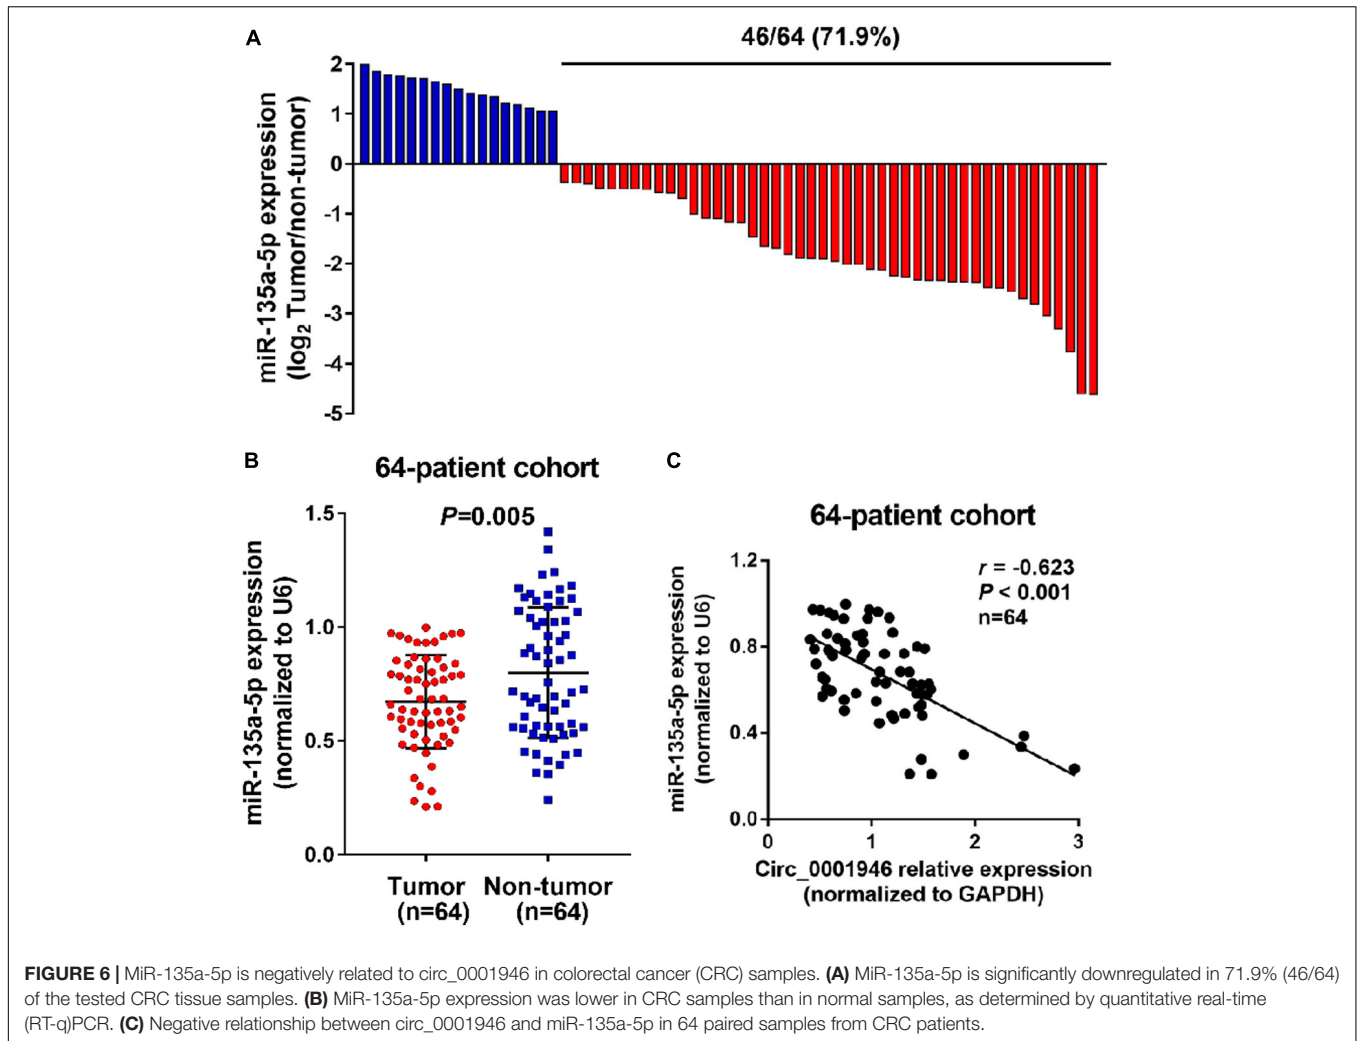 A
46/64 (71.9%)
miR-135a-5p expression
(log2 Tumor/non-tumor)
2
1
0
-1
-2
-3
-4
-5
B
64-patient cohort
P=0.005
miR-135a-5p expression
(normalized to U6)
1.5
1.0
0.5
0.0
Tumor Non-tumor
(n=64) (n=64)
C
64-patient cohort
r = -0.623
P < 0.001
n=64
miR-135a-5p expression
(normalized to U6)
1.2
0.8
0.4
0.0
0 1 2 3
Circ_0001946 relative expression
(normalized to GAPDH)
FIGURE 6 | MiR-135a-5p is negatively related to circ_0001946 in colorectal cancer (CRC) samples. (A) MiR-135a-5p is significantly downregulated in 71.9% (46/64)
of the tested CRC tissue samples. (B) MiR-135a-5p expression was lower in CRC samples than in normal samples, as determined by quantitative real-time
(RT-q)PCR. (C) Negative relationship between circ_0001946 and miR-135a-5p in 64 paired samples from CRC patients.